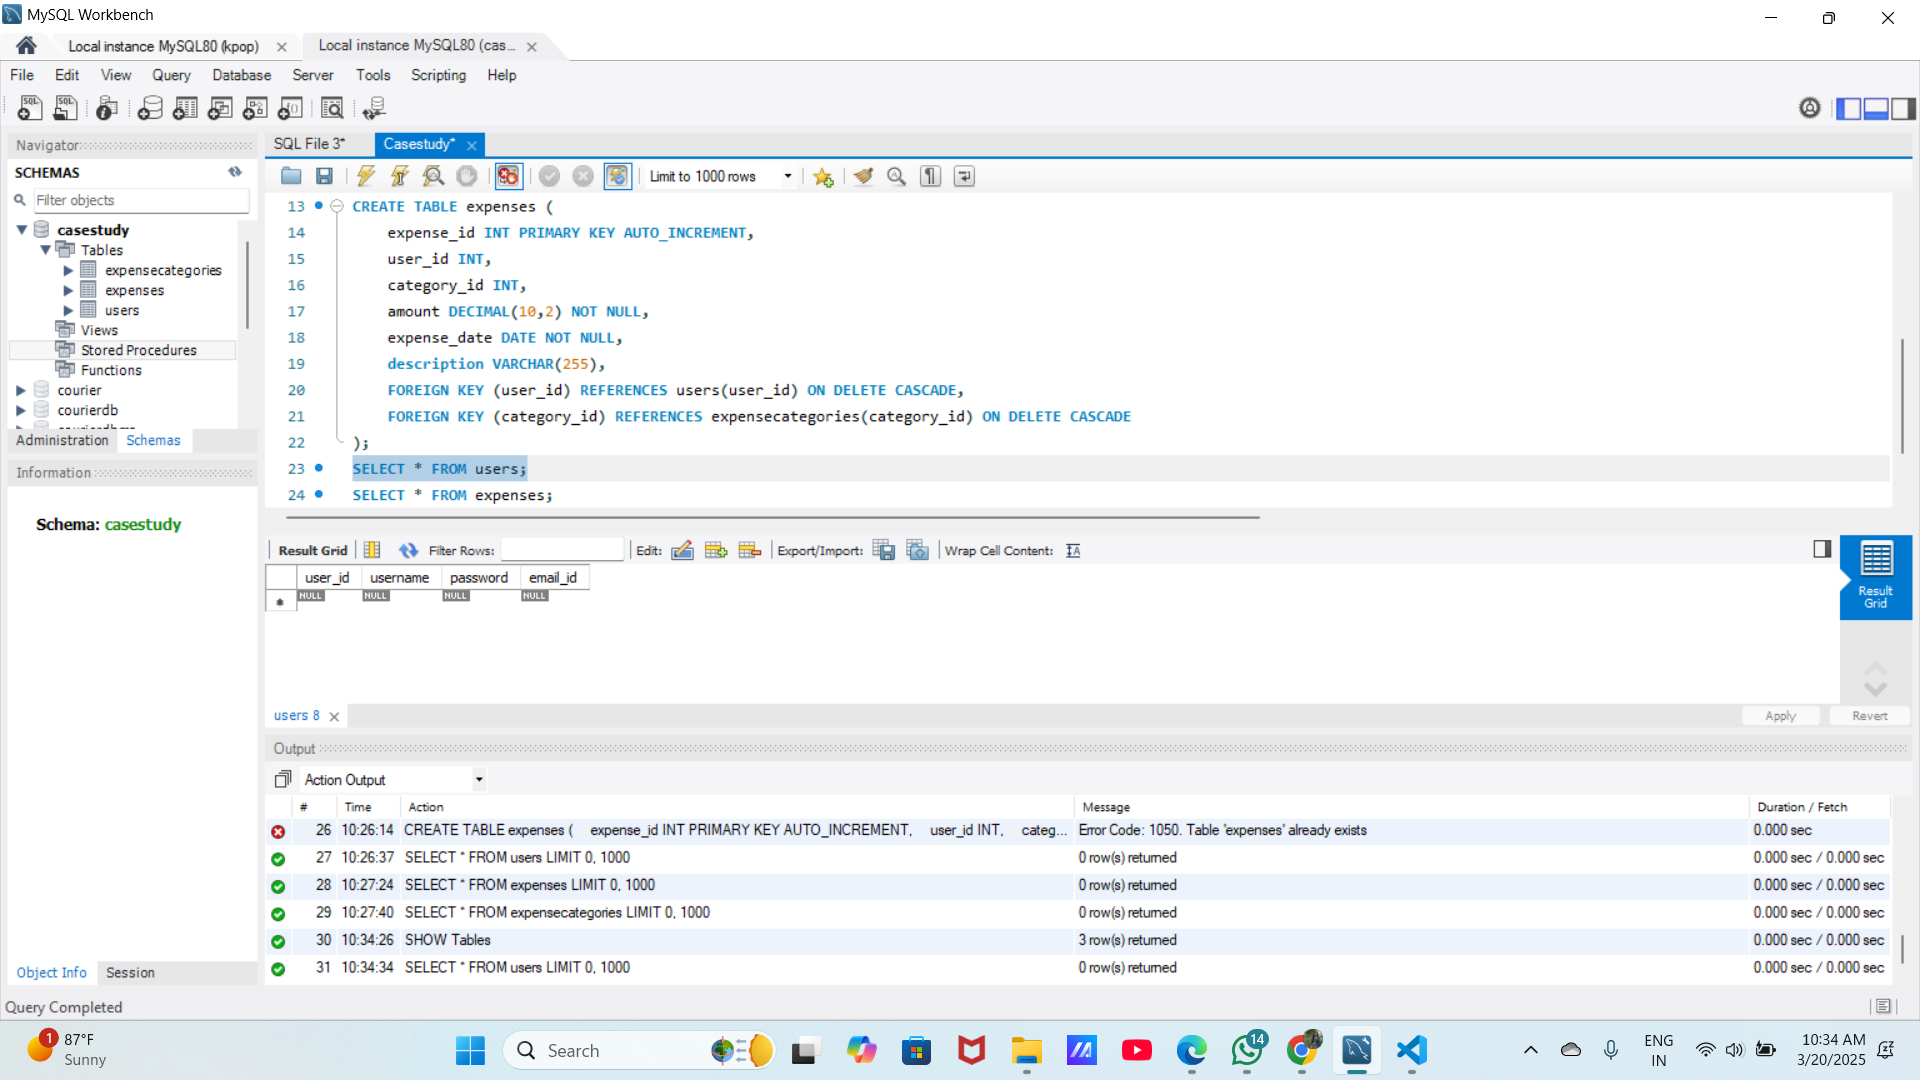 MySQL Workbench
Local instance MySQL80 (kpop)
Local instance MySQL80 (cas...
File Edit View Query Database Server Tools Scripting Help
Navigator
SCHEMAS
Filter objects
casestudy
Tables
expensecategories
expenses
users
Views
Stored Procedures
Functions
courier
courierdb
Administration Schemas
Information
Schema: casestudy
Object Info Session
SQL File 3*
Casestudy*
Limit to 1000 rows
13 CREATE TABLE expenses (
14 expense_id INT PRIMARY KEY AUTO_INCREMENT,
15 user_id INT,
16 category_id INT,
17 amount DECIMAL(10,2) NOT NULL,
18 expense_date DATE NOT NULL,
19 description VARCHAR(255),
20 FOREIGN KEY (user_id) REFERENCES users(user_id) ON DELETE CASCADE,
21 FOREIGN KEY (category_id) REFERENCES expensecategories(category_id) ON DELETE CASCADE
22 );
23 SELECT * FROM users;
24 SELECT * FROM expenses;
Result Grid Filter Rows: Edit: Export/Import: Wrap Cell Content:
user_id username password email_id
NULL NULL NULL NULL
Result
Grid
users 8
Apply Revert
Output
Action Output
# Time Action Message Duration / Fetch
26 10:26:14 CREATE TABLE expenses ( expense_id INT PRIMARY KEY AUTO_INCREMENT, user_id INT, categ... Error Code: 1050. Table 'expenses' already exists 0.000 sec
27 10:26:37 SELECT * FROM users LIMIT 0, 1000 0 row(s) returned 0.000 sec / 0.000 sec
28 10:27:24 SELECT * FROM expenses LIMIT 0, 1000 0 row(s) returned 0.000 sec / 0.000 sec
29 10:27:40 SELECT * FROM expensecategories LIMIT 0, 1000 0 row(s) returned 0.000 sec / 0.000 sec
30 10:34:26 SHOW Tables 3 row(s) returned 0.000 sec / 0.000 sec
31 10:34:34 SELECT * FROM users LIMIT 0, 1000 0 row(s) returned 0.000 sec / 0.000 sec
Query Completed
1
87°F
Sunny
Search
14
ENG
IN
10:34 AM
3/20/2025